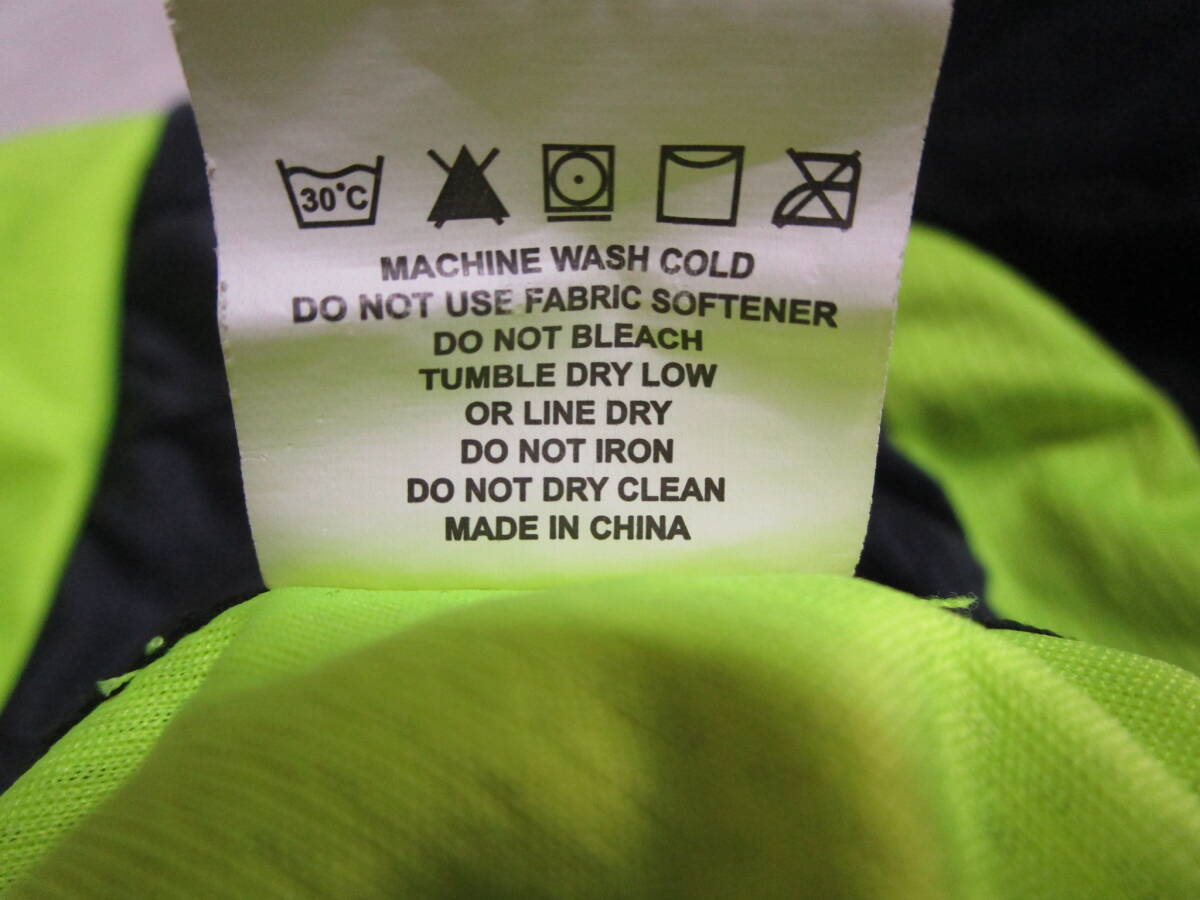 30°C
MACHINE WASH COLD
DO NOT USE FABRIC SOFTENER
DO NOT BLEACH
TUMBLE DRY LOW
OR LINE DRY
DO NOT IRON
DO NOT DRY CLEAN
MADE IN CHINA